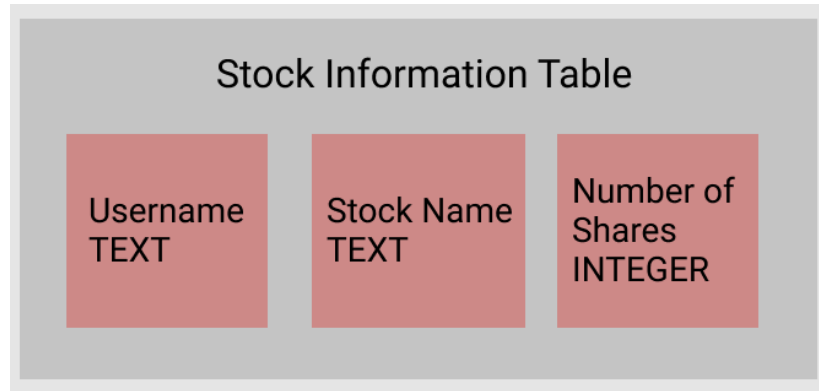 Stock Information Table
Username
TEXT
Stock Name
TEXT
Number of
Shares
INTEGER